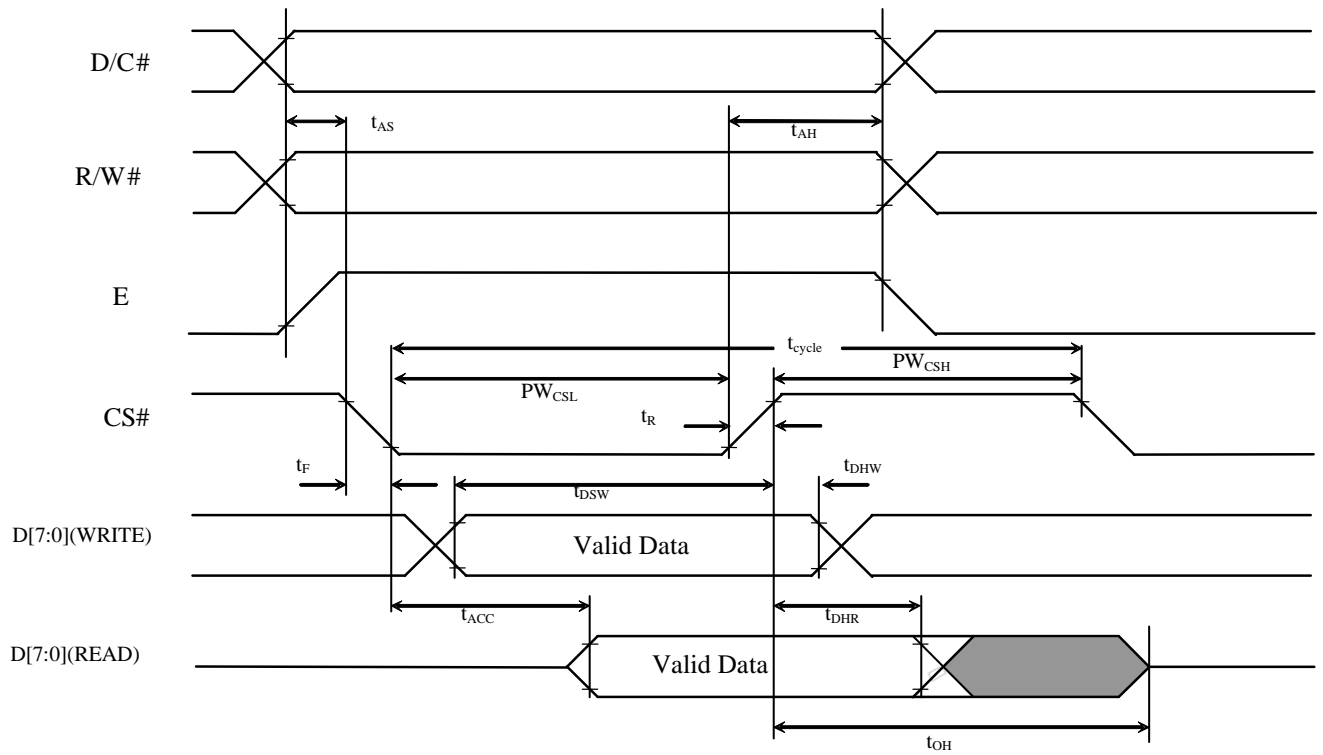 D/C#
tAS
tAH
R/W#
E
tcycle
PWCSH
PWCSL
CS#
tR
tF
tDHW
tDSW
D[7:0](WRITE)
Valid Data
tACC
tDHR
D[7:0](READ)
Valid Data
tOH